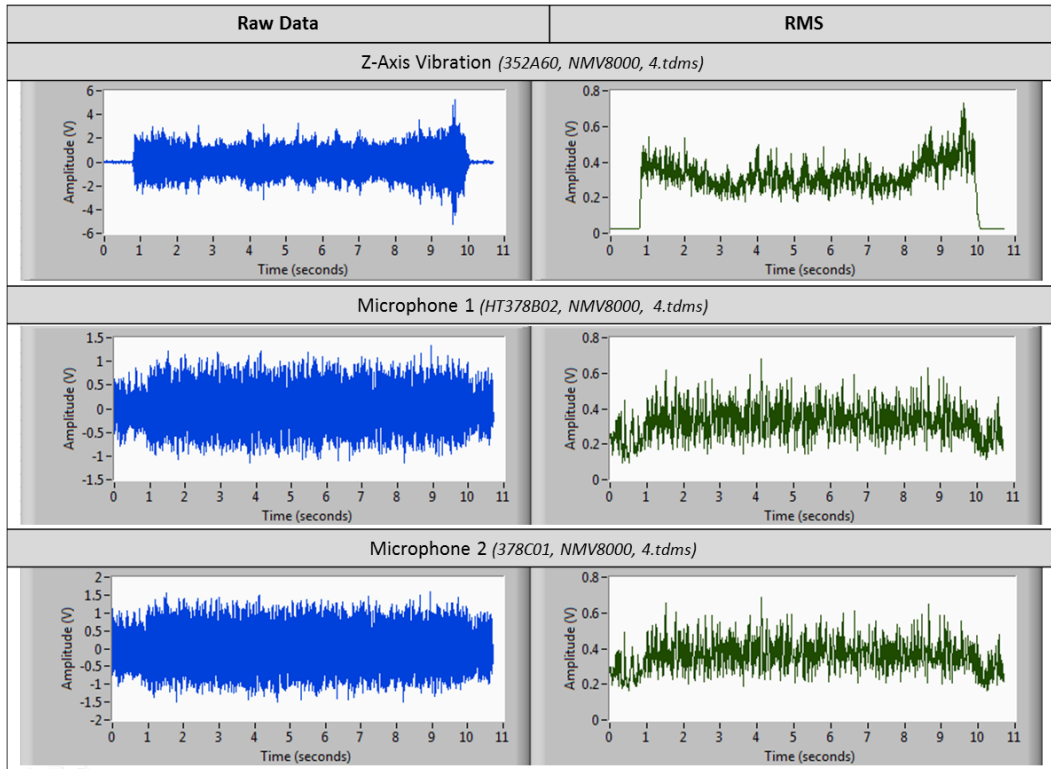 Raw Data RMS
Z-Axis Vibration (352A60, NMV8000, 4.tdms)
6
4
2
0
-2
-4
-6
Amplitude (V)
0 1 2 3 4 5 6 7 8 9 10 11
Time (seconds)
0.8
0.6
0.4
0.2
0
Amplitude (V)
0 1 2 3 4 5 6 7 8 9 10 11
Time (seconds)
Microphone 1 (HT378B02, NMV8000, 4.tdms)
1.5
1
0.5
0
-0.5
-1
-1.5
Amplitude (V)
0 1 2 3 4 5 6 7 8 9 10 11
Time (seconds)
0.8
0.6
0.4
0.2
0
Amplitude (V)
0 1 2 3 4 5 6 7 8 9 10 11
Time (seconds)
Microphone 2 (378C01, NMV8000, 4.tdms)
2
1.5
1
0.5
0
-0.5
-1
-1.5
-2
Amplitude (V)
0 1 2 3 4 5 6 7 8 9 10 11
Time (seconds)
0.8
0.6
0.4
0.2
0
Amplitude (V)
0 1 2 3 4 5 6 7 8 9 10 11
Time (seconds)